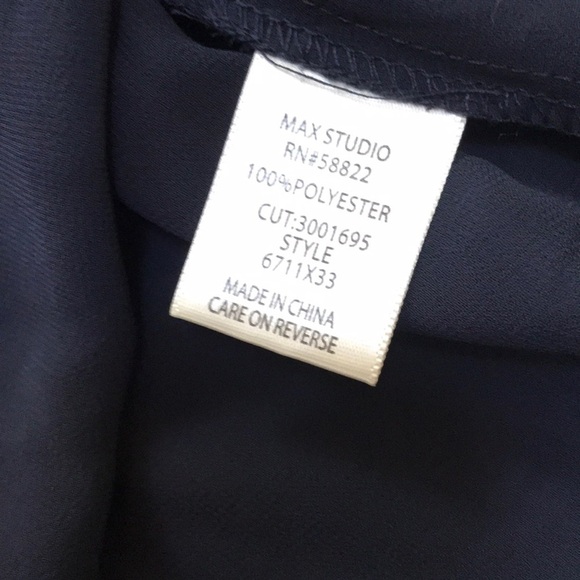 MAX STUDIO
RN#58822
100%POLYESTER
CUT:3001695
STYLE
6711X33
MADE IN CHINA
CARE ON REVERSE